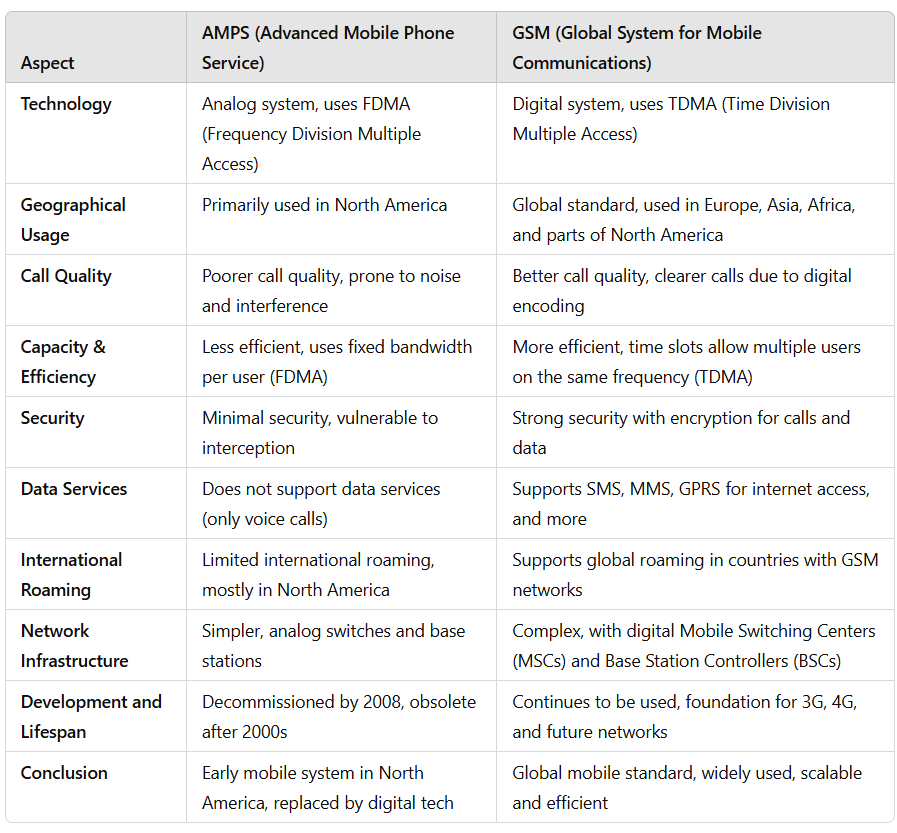 Aspect
AMPS (Advanced Mobile Phone
Service)
GSM (Global System for Mobile
Communications)
Technology
Analog system, uses FDMA
(Frequency Division Multiple
Access)
Digital system, uses TDMA (Time Division
Multiple Access)
Geographical
Usage
Primarily used in North America
Global standard, used in Europe, Asia, Africa,
and parts of North America
Call Quality
Poorer call quality, prone to noise
and interference
Better call quality, clearer calls due to digital
encoding
Capacity &
Efficiency
Less efficient, uses fixed bandwidth
per user (FDMA)
More efficient, time slots allow multiple users
on the same frequency (TDMA)
Security
Minimal security, vulnerable to
interception
Strong security with encryption for calls and
data
Data Services
Does not support data services
(only voice calls)
Supports SMS, MMS, GPRS for internet access,
and more
International
Roaming
Limited international roaming,
mostly in North America
Supports global roaming in countries with GSM
networks
Network
Infrastructure
Simpler, analog switches and base
stations
Complex, with digital Mobile Switching Centers
(MSCs) and Base Station Controllers (BSCs)
Development and
Lifespan
Decommissioned by 2008, obsolete
after 2000s
Continues to be used, foundation for 3G, 4G,
and future networks
Conclusion
Early mobile system in North
America, replaced by digital tech
Global mobile standard, widely used, scalable
and efficient